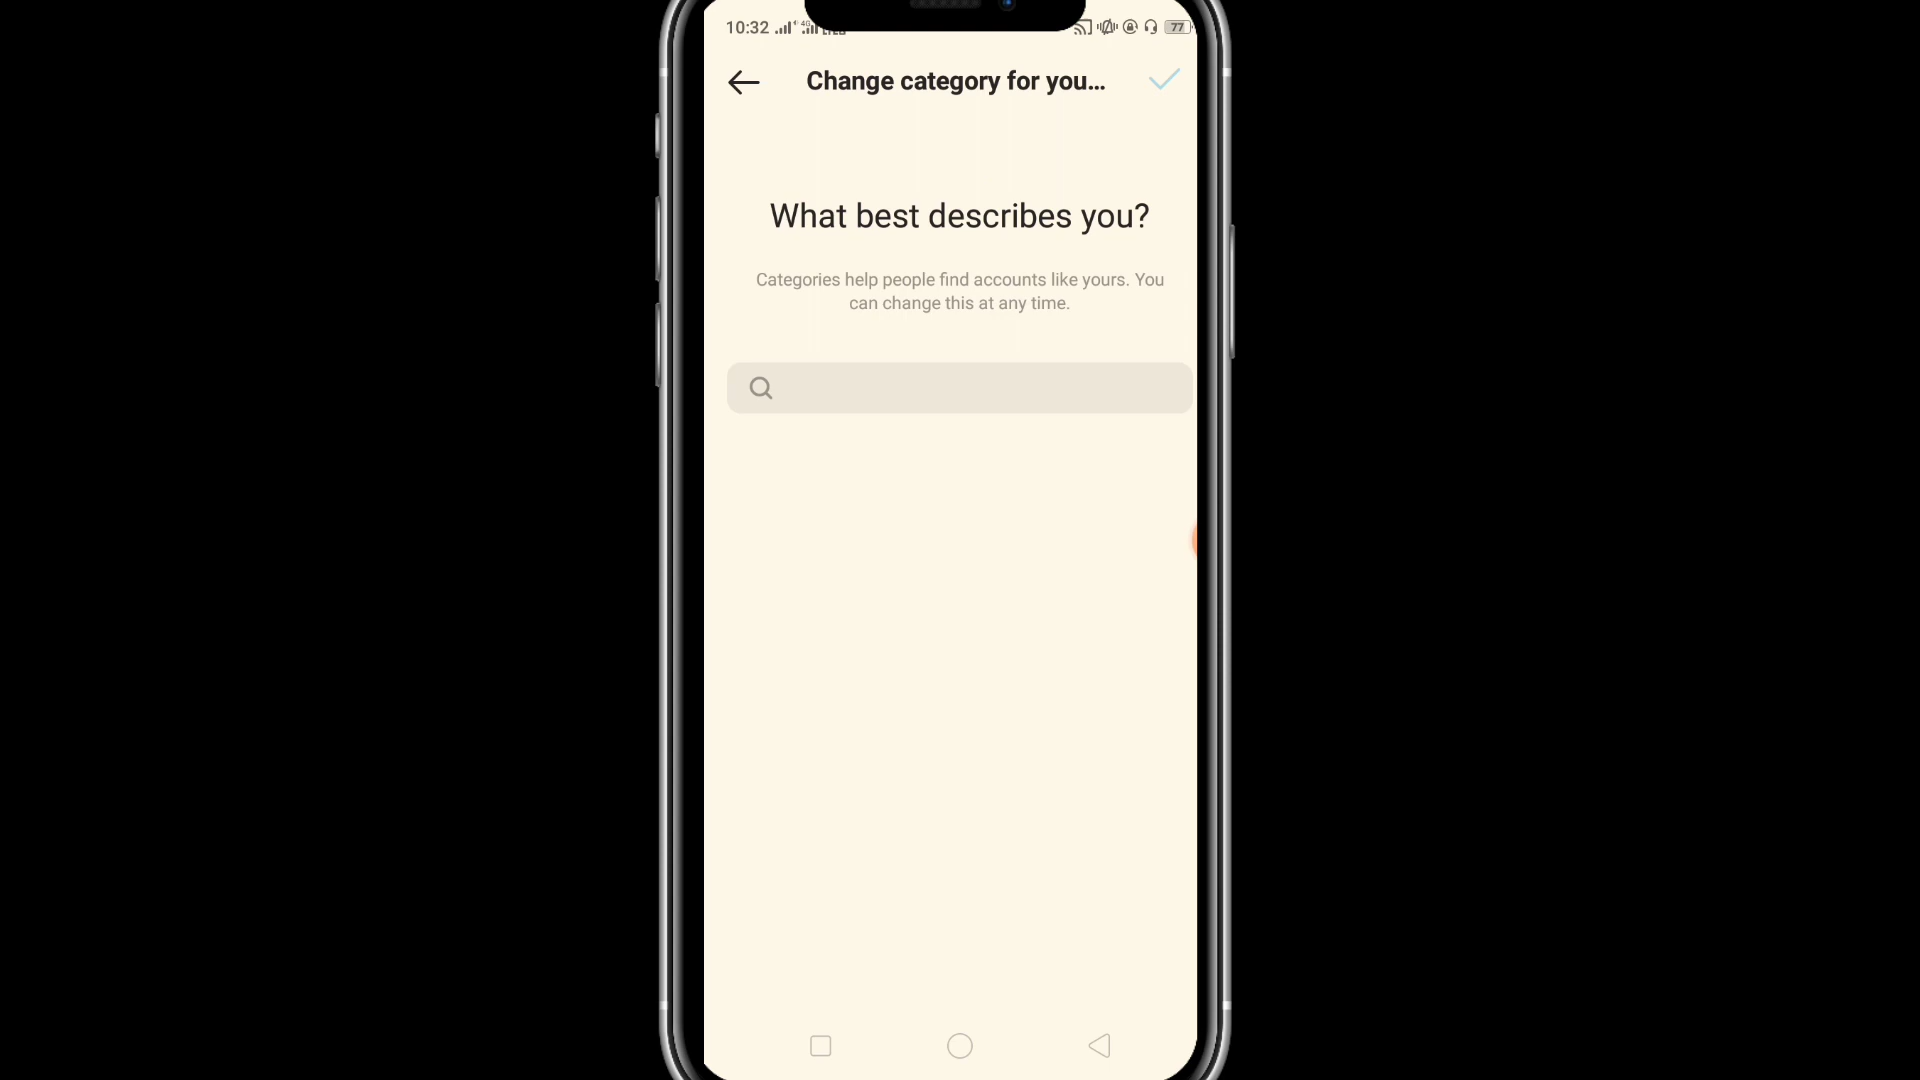 10:32
77
Change category for you...
What best describes you?
Categories help people find accounts like yours. You
can change this at any time.